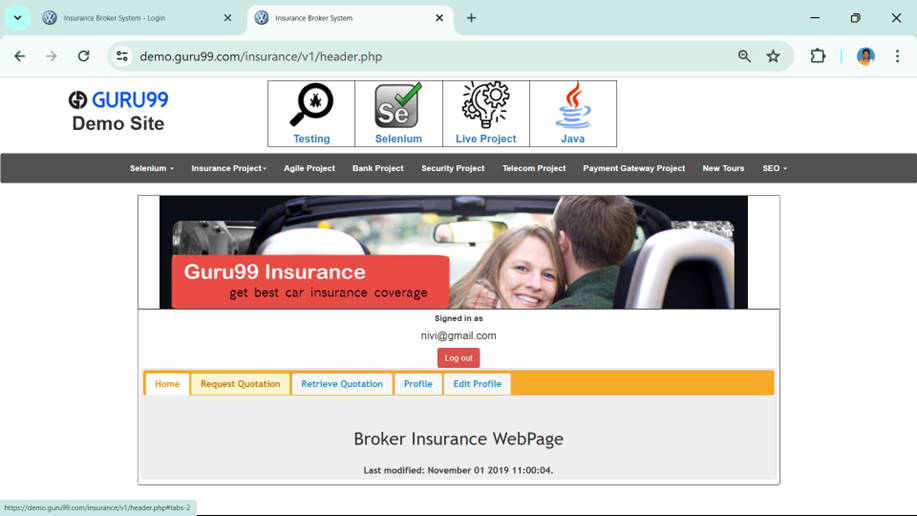 Insurance Broker System - Login
Insurance Broker System
demo.guru99.com/insurance/v1/header.php
GURU99
Demo Site
Testing
Se
Selenium
Live Project
Java
Selenium
Insurance Project
Agile Project
Bank Project
Security Project
Telecom Project
Payment Gateway Project
New Tours
SEO
Guru99 Insurance
get best car insurance coverage
Signed in as
nivi@gmail.com
Log out
Home
Request Quotation
Retrieve Quotation
Profile
Edit Profile
Broker Insurance WebPage
Last modified: November 01 2019 11:00:04.
https://demo.guru99.com/insurance/v1/header.php#tabs-2